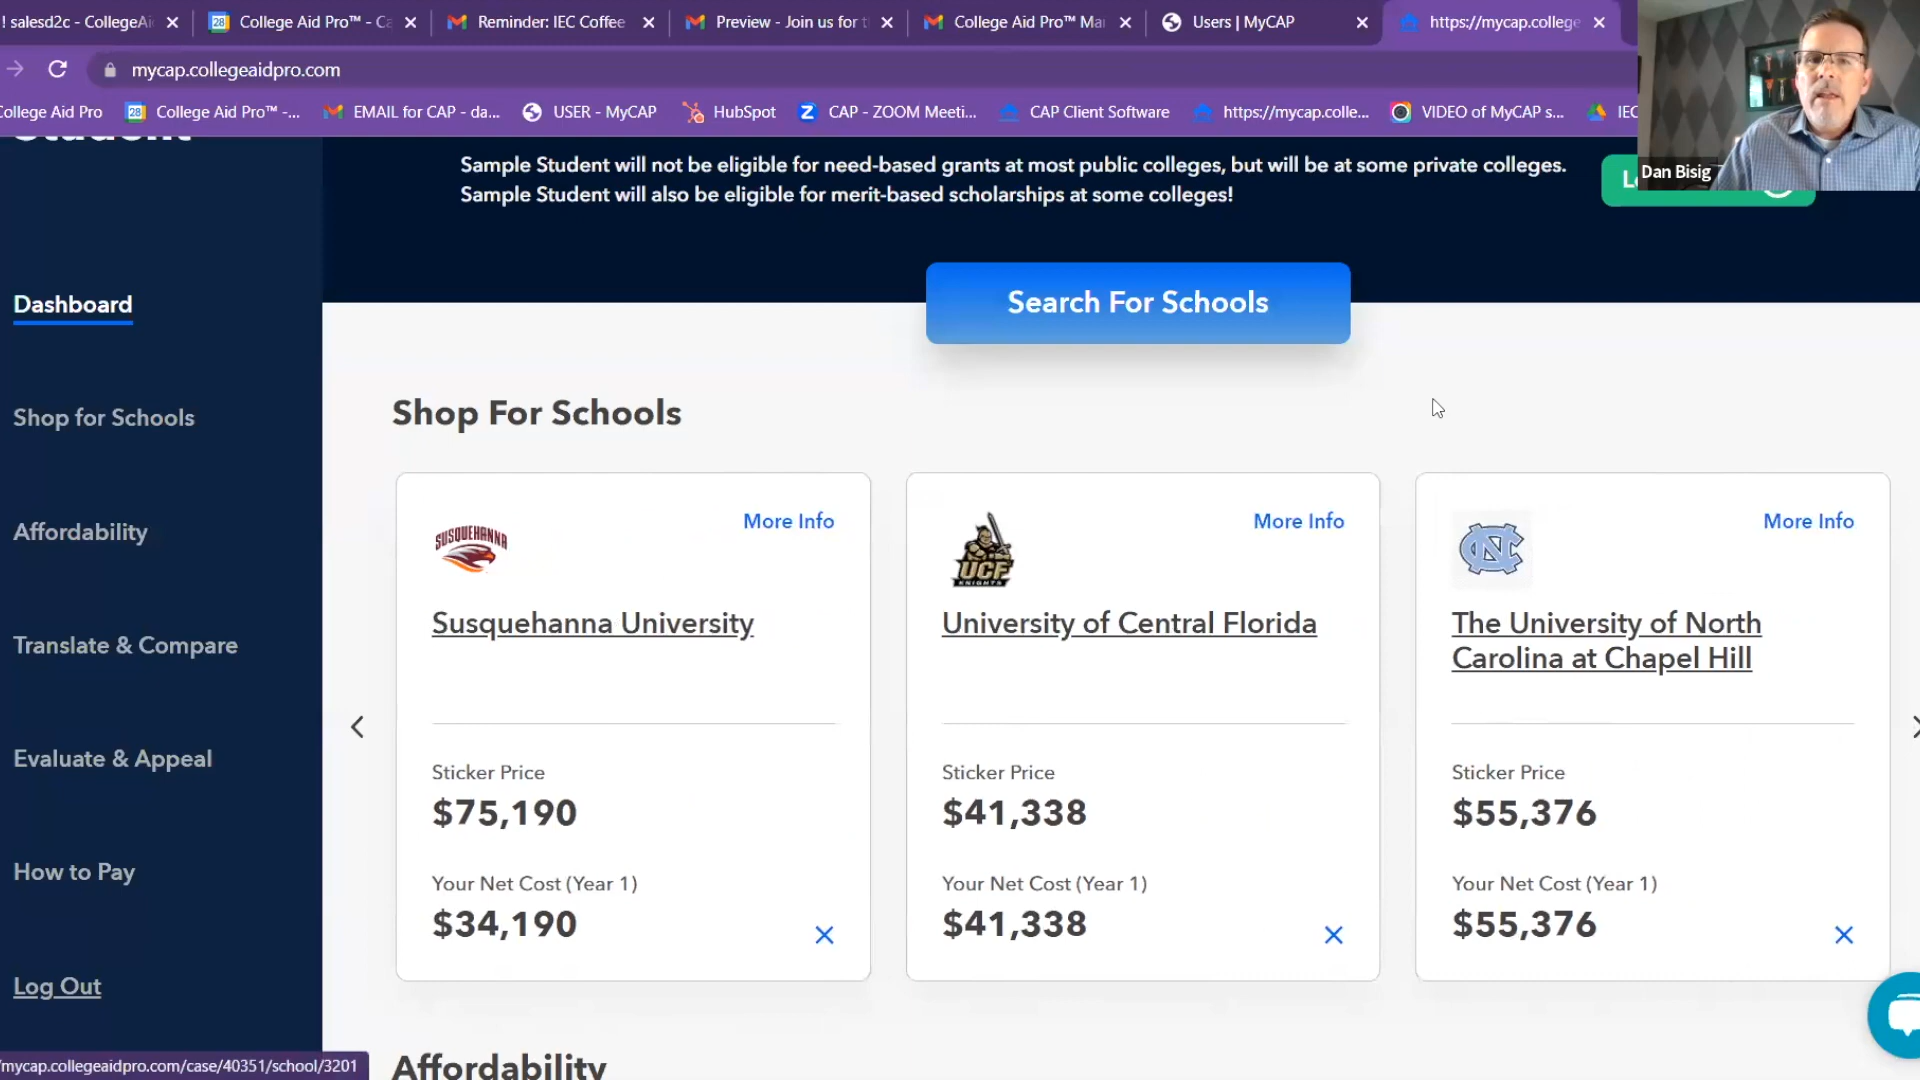 ! salesd2c - CollegeAi
College Aid Pro™ - Ca
Reminder: IEC Coffee
Preview - Join us for t
College Aid Pro™ Ma
Users | MyCAP
https://mycap.college
mycap.collegeaidpro.com
College Aid Pro
College Aid Pro™ -...
EMAIL for CAP - da...
USER - MyCAP
HubSpot
CAP - ZOOM Meeti...
CAP Client Software
https://mycap.colle...
VIDEO of MyCAP s...
IEC
Dan Bisig
Student
Sample Student will not be eligible for need-based grants at most public colleges, but will be at some private colleges.
Sample Student will also be eligible for merit-based scholarships at some colleges!
Search For Schools
Dashboard
Shop for Schools
Affordability
Translate & Compare
Evaluate & Appeal
How to Pay
Log Out
Shop For Schools
More Info
SUSQUEHANNA
Susquehanna University
Sticker Price
$75,190
Your Net Cost (Year 1)
$34,190
More Info
UCF
KNIGHTS
University of Central Florida
Sticker Price
$41,338
Your Net Cost (Year 1)
$41,338
More Info
NC
The University of North
Carolina at Chapel Hill
Sticker Price
$55,376
Your Net Cost (Year 1)
$55,376
Affordability
/mycap.collegeaidpro.com/case/40351/school/3201